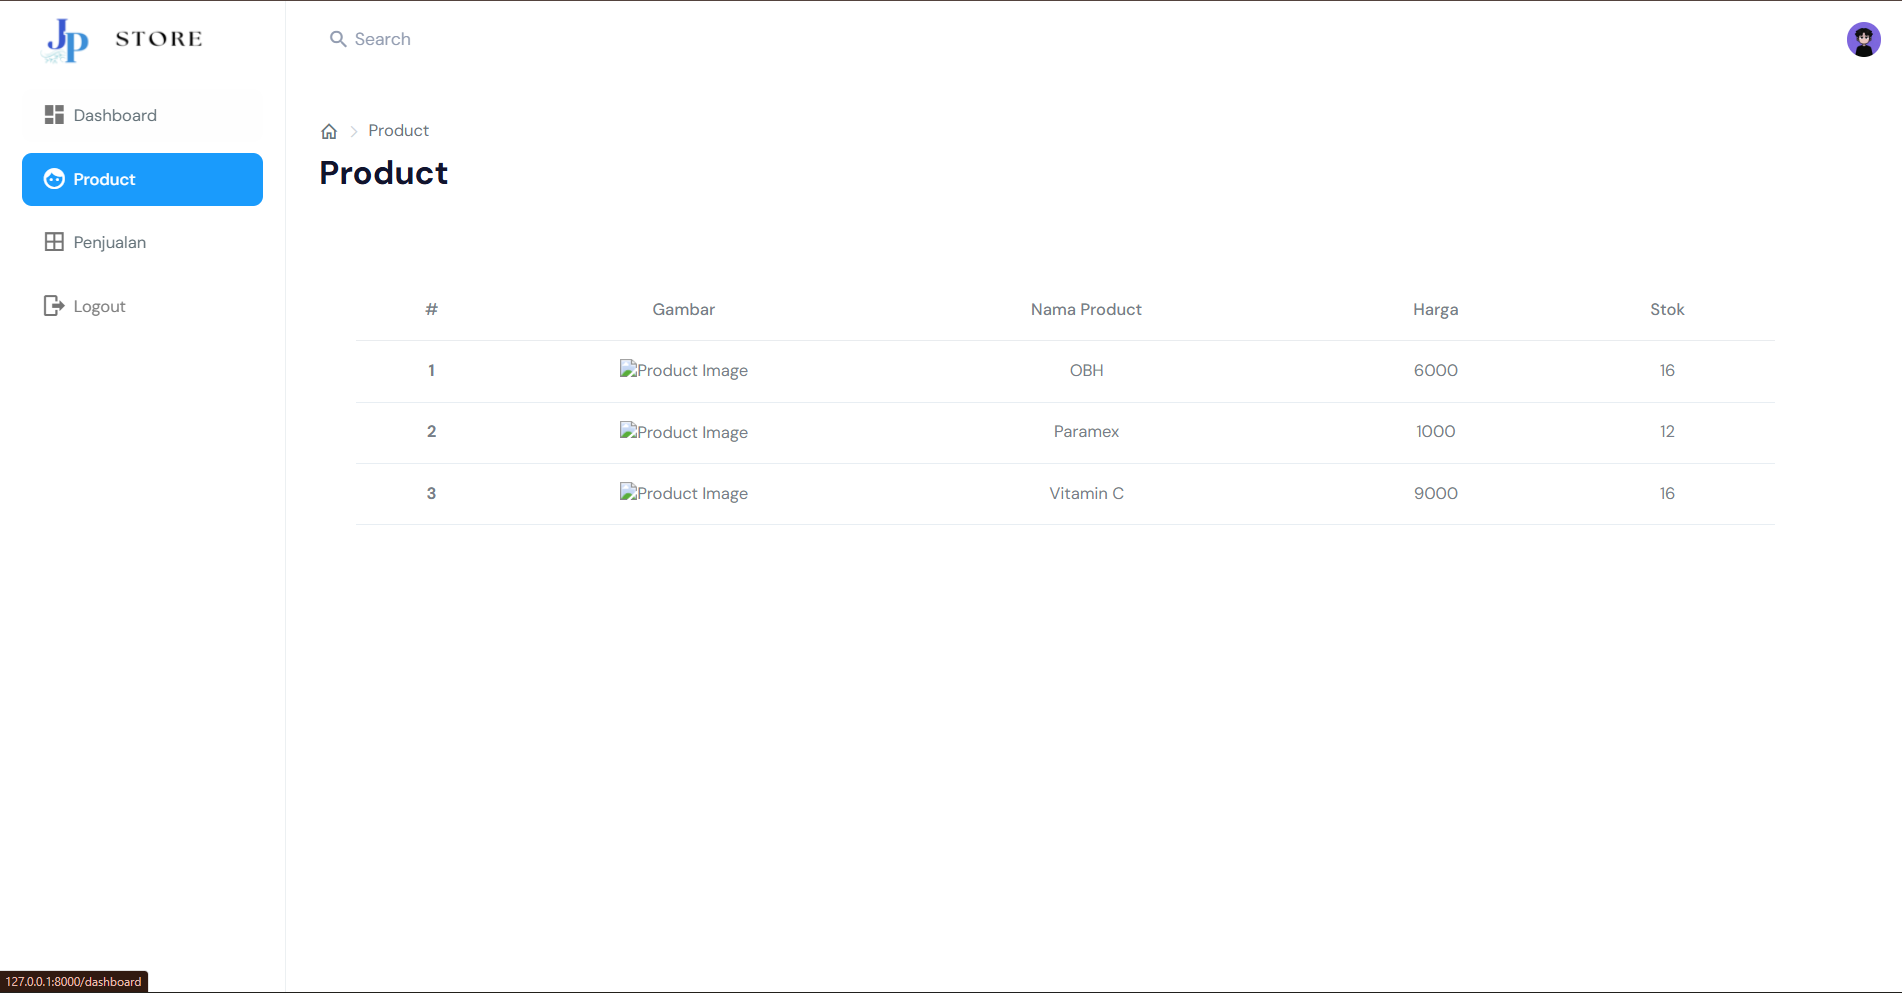 JP STORE
Search
Dashboard
Product
Penjualan
Logout
Product
Product
# Gambar Nama Product Harga Stok
1 Product Image OBH 6000 16
2 Product Image Paramex 1000 12
3 Product Image Vitamin C 9000 16
127.0.0.1:8000/dashboard